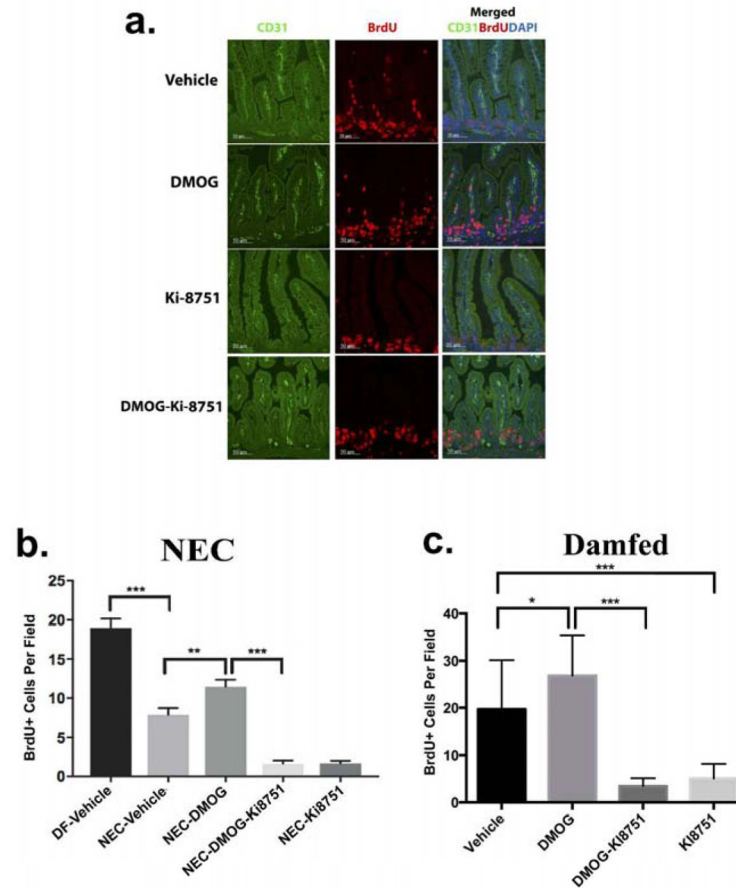 a.
CD31 BrdU Merged
CD31BrdUDAPI
Vehicle
DMOG
Ki-8751
DMOG-Ki-8751
b.
NEC
BrdU+ Cells Per Field
25
20
15
10
5
0
***
**
***
DF-Vehicle
NEC-Vehicle
NEC-DMOG
NEC-DMOG-Ki8751
NEC-Ki8751
c.
Damfed
BrdU+ Cells Per Field
40
30
20
10
0
***
*
***
Vehicle
DMOG
DMOG-KI8751
KI8751